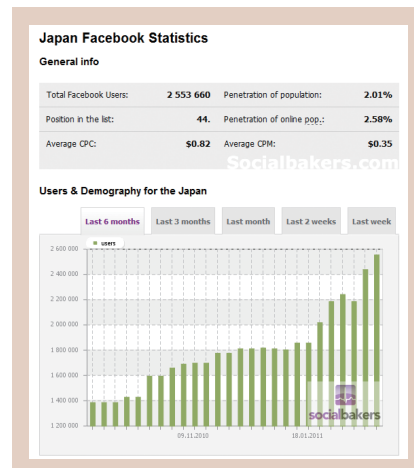 Japan Facebook Statistics
General info
Total Facebook Users: 2 553 660 Penetration of population: 2.01%
Position in the list: 44. Penetration of online pop.: 2.58%
Average CPC: $0.82 Average CPM: $0.35
Socialbakers.com
Users & Demography for the Japan
Last 6 months Last 3 months Last month Last 2 weeks Last week
users
2 600 000
2 400 000
2 200 000
2 000 000
1 800 000
1 600 000
1 400 000
1 200 000
09.11.2010 18.01.2011
socialbakers